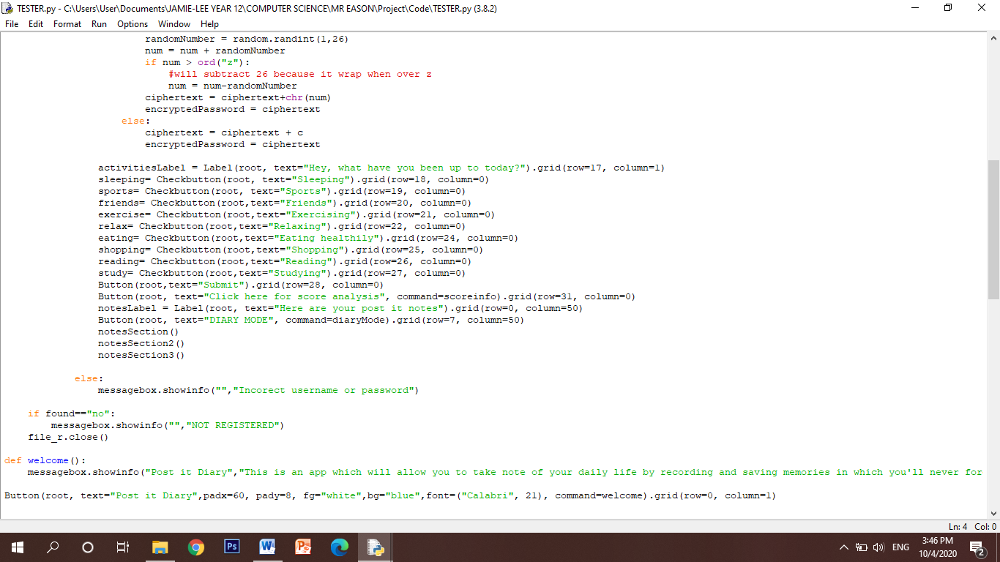 TESTER.py - C:\Users\User\Documents\JAMIE-LEE YEAR 12\COMPUTER SCIENCE\MR EASON\Project\Code\TESTER.py (3.8.2)
File Edit Format Run Options Window Help
randomNumber = random.randint(1,26)
num = num + randomNumber
if num > ord("z"):
#will subtract 26 because it wrap when over z
num = num-randomNumber
ciphertext = ciphertext+chr(num)
encryptedPassword = ciphertext
else:
ciphertext = ciphertext + c
encryptedPassword = ciphertext
activitiesLabel = Label(root, text="Hey, what have you been up to today?").grid(row=17, column=1)
sleeping= Checkbutton(root, text="Sleeping").grid(row=18, column=0)
sports= Checkbutton(root, text="Sports").grid(row=19, column=0)
friends= Checkbutton(root,text="Friends").grid(row=20, column=0)
exercise= Checkbutton(root,text="Exercising").grid(row=21, column=0)
relax= Checkbutton(root,text="Relaxing").grid(row=22, column=0)
eating= Checkbutton(root,text="Eating healthily").grid(row=24, column=0)
shopping= Checkbutton(root,text="Shopping").grid(row=25, column=0)
reading= Checkbutton(root,text="Reading").grid(row=26, column=0)
study= Checkbutton(root,text="Studying").grid(row=27, column=0)
Button(root,text="Submit").grid(row=28, column=0)
Button(root, text="Click here for score analysis", command=scoreinfo).grid(row=31, column=0)
notesLabel = Label(root, text="Here are your post it notes").grid(row=0, column=50)
Button(root, text="DIARY MODE", command=diaryMode).grid(row=7, column=50)
notesSection()
notesSection2()
notesSection3()
else:
messagebox.showinfo("","Incorect username or password")
if found=="no":
messagebox.showinfo("","NOT REGISTERED")
file_r.close()
def welcome():
messagebox.showinfo("Post it Diary","This is an app which will allow you to take note of your daily life by recording and saving memories in which you'll never for
Button(root, text="Post it Diary",padx=60, pady=8, fg="white",bg="blue",font=("Calabri", 21), command=welcome).grid(row=0, column=1)
Ln: 4 Col: 0
Ps
W
P
ENG
3:46 PM
10/4/2020
2